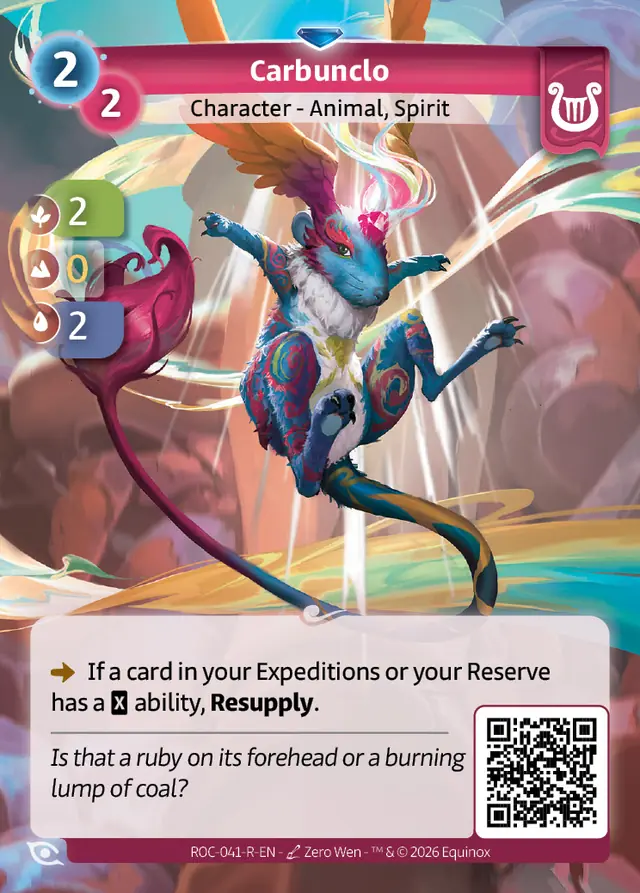 2
Carbunclo
2
Character - Animal, Spirit
2
0
2
If a card in your Expeditions or your Reserve
has a X ability, Resupply.
Is that a ruby on its forehead or a burning
lump of coal?
ROC-041-R-EN - Zero Wen - ™ & © 2026 Equinox